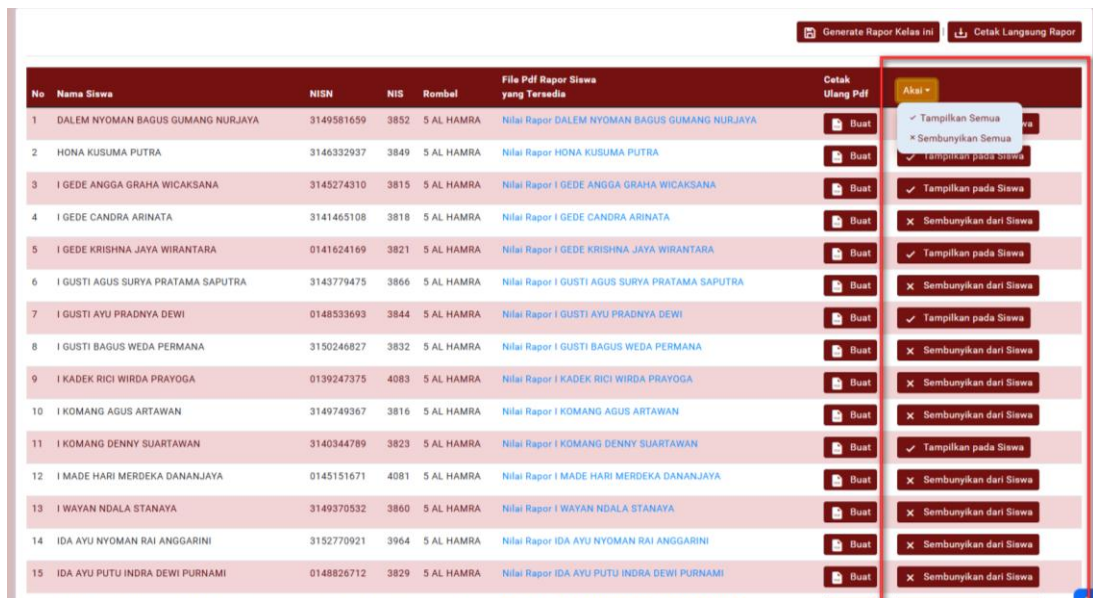 Generate Rapor Kelas ini | Cetak Langsung Rapor
No Nama Siswa NISN NIS Rombel File Pdf Rapor Siswa yang Tersedia Cetak Ulang Pdf Aksi
Tampilkan Semua
Sembunyikan Semua
1 DALEM NYOMAN BAGUS GUMANG NURJAYA 3149581659 3852 5 AL HAMRA Nilai Rapor DALEM NYOMAN BAGUS GUMANG NURJAYA Buat
2 HONA KUSUMA PUTRA 3146332937 3849 5 AL HAMRA Nilai Rapor HONA KUSUMA PUTRA Buat Tampilkan pada Siswa
3 I GEDE ANGGA GRAHA WICAKSANA 3145274310 3815 5 AL HAMRA Nilai Rapor I GEDE ANGGA GRAHA WICAKSANA Buat Tampilkan pada Siswa
4 I GEDE CANDRA ARINATA 3141465108 3818 5 AL HAMRA Nilai Rapor I GEDE CANDRA ARINATA Buat Sembunyikan dari Siswa
5 I GEDE KRISHNA JAYA WIRANTARA 0141624169 3821 5 AL HAMRA Nilai Rapor I GEDE KRISHNA JAYA WIRANTARA Buat Tampilkan pada Siswa
6 I GUSTI AGUS SURYA PRATAMA SAPUTRA 3143779475 3866 5 AL HAMRA Nilai Rapor I GUSTI AGUS SURYA PRATAMA SAPUTRA Buat Sembunyikan dari Siswa
7 I GUSTI AYU PRADNYA DEWI 0148533693 3844 5 AL HAMRA Nilai Rapor I GUSTI AYU PRADNYA DEWI Buat Tampilkan pada Siswa
8 I GUSTI BAGUS WEDA PERMANA 3150246827 3832 5 AL HAMRA Nilai Rapor I GUSTI BAGUS WEDA PERMANA Buat Sembunyikan dari Siswa
9 I KADEK RICI WIRDA PRAYOGA 0139247375 4083 5 AL HAMRA Nilai Rapor I KADEK RICI WIRDA PRAYOGA Buat Sembunyikan dari Siswa
10 I KOMANG AGUS ARTAWAN 3149749367 3816 5 AL HAMRA Nilai Rapor I KOMANG AGUS ARTAWAN Buat Sembunyikan dari Siswa
11 I KOMANG DENNY SUARTAWAN 3140344789 3823 5 AL HAMRA Nilai Rapor I KOMANG DENNY SUARTAWAN Buat Tampilkan pada Siswa
12 I MADE HARI MERDEKA DANANJAYA 0145151671 4081 5 AL HAMRA Nilai Rapor I MADE HARI MERDEKA DANANJAYA Buat Sembunyikan dari Siswa
13 I WAYAN NDALA STANAYA 3149370532 3860 5 AL HAMRA Nilai Rapor I WAYAN NDALA STANAYA Buat Sembunyikan dari Siswa
14 IDA AYU NYOMAN RAI ANGGARINI 3152770921 3964 5 AL HAMRA Nilai Rapor IDA AYU NYOMAN RAI ANGGARINI Buat Sembunyikan dari Siswa
15 IDA AYU PUTU INDRA DEWI PURNAMI 0148826712 3829 5 AL HAMRA Nilai Rapor IDA AYU PUTU INDRA DEWI PURNAMI Buat Sembunyikan dari Siswa